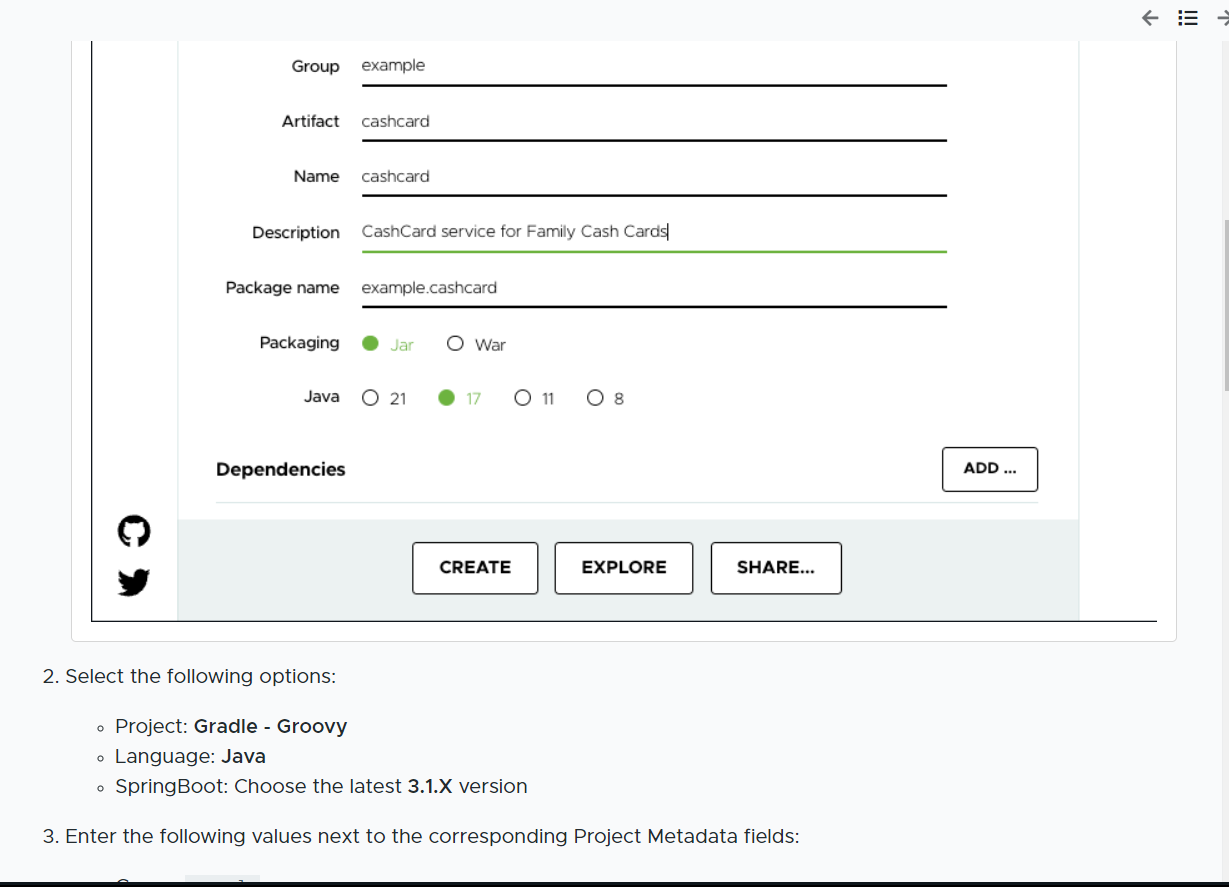 Group example
Artifact cashcard
Name cashcard
Description CashCard service for Family Cash Cards
Package name example.cashcard
Packaging Jar War
Java 21 17 11 8
Dependencies ADD ...
CREATE EXPLORE SHARE...
2. Select the following options:
Project: Gradle - Groovy
Language: Java
SpringBoot: Choose the latest 3.1.X version
3. Enter the following values next to the corresponding Project Metadata fields: